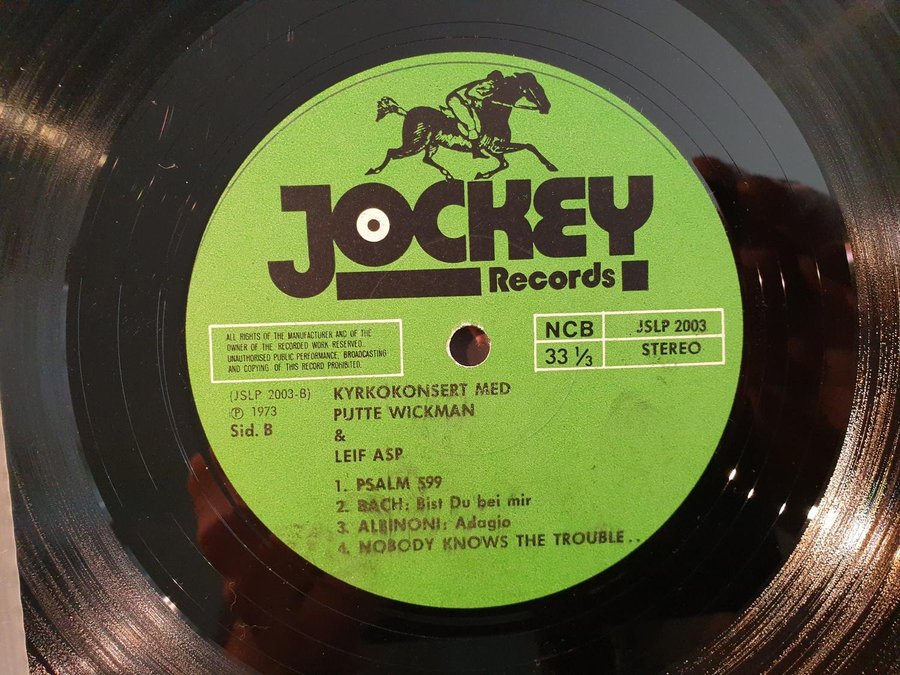 JOCKEY
Records
ALL RIGHTS OF THE MANUFACTURER AND OF THE
OWNER OF THE RECORDED WORK RESERVED.
UNAUTHORISED PUBLIC PERFORMANCE, BROADCASTING
AND COPYING OF THIS RECORD PROHIBITED.
NCB JSLP 2003
33 1/3 STEREO
(JSLP 2003-B) KYRKOKONSERT MED
℗ 1973 PUTTE WICKMAN
Sid. B &
LEIF ASP
1. PSALM 599
2. BACH: Bist Du bei mir
3. ALBINONI: Adagio
4. NOBODY KNOWS THE TROUBLE..